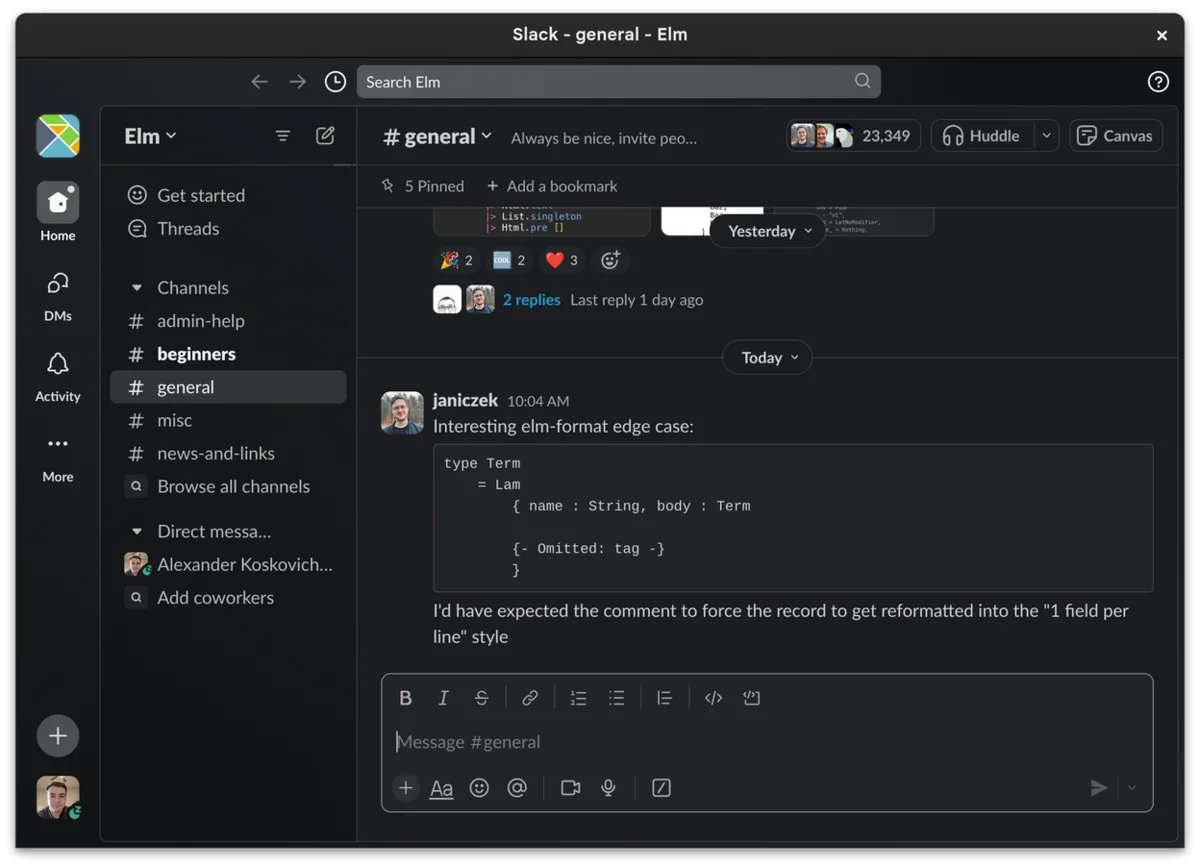 Slack - general - Elm
Search Elm
Elm
# general
Always be nice, invite peo...
23,349
Huddle
Canvas
5 Pinned
+ Add a bookmark
Home
DMs
Activity
More
Get started
Threads
Channels
# admin-help
# beginners
# general
# misc
# news-and-links
Browse all channels
Direct messa...
Alexander Koskovich...
Add coworkers
|> List.singleton
|> Html.pre []
Yesterday
2
COOL 2
3
2 replies Last reply 1 day ago
Today
janiczek 10:04 AM
Interesting elm-format edge case:
type Term
    = Lam
        { name : String, body : Term

        {- Omitted: tag -}
        }
I'd have expected the comment to force the record to get reformatted into the "1 field per
line" style
B I S
Message #general
+ Aa @